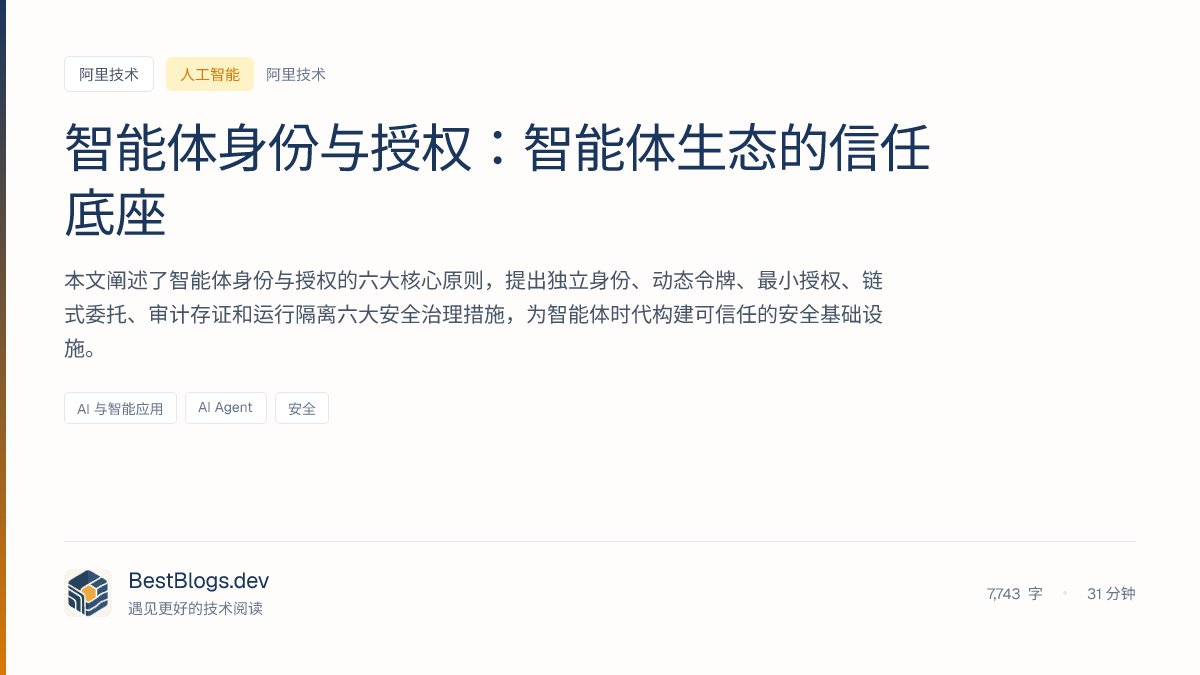 阿里技术 人工智能 阿里技术
智能体身份与授权：智能体生态的信任
底座
本文阐述了智能体身份与授权的六大核心原则，提出独立身份、动态令牌、最小授权、链
式委托、审计存证和运行隔离六大安全治理措施，为智能体时代构建可信任的安全基础设
施。
AI 与智能应用 AI Agent 安全
BestBlogs.dev
遇见更好的技术阅读
7,743 字 · 31 分钟